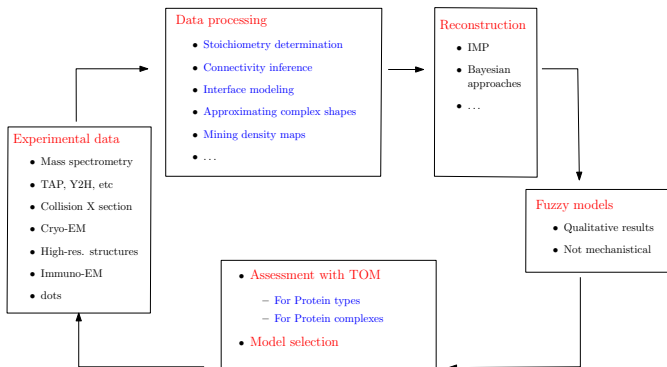 Data processing
• Stoichiometry determination
• Connectivity inference
• Interface modeling
• Approximating complex shapes
• Mining density maps
• ...
Reconstruction
• IMP
• Bayesian
approaches
• ...
Experimental data
• Mass spectrometry
• TAP, Y2H, etc
• Collision X section
• Cryo-EM
• High-res. structures
• Immuno-EM
• dots
Fuzzy models
• Qualitative results
• Not mechanistical
• Assessment with TOM
– For Protein types
– For Protein complexes
• Model selection